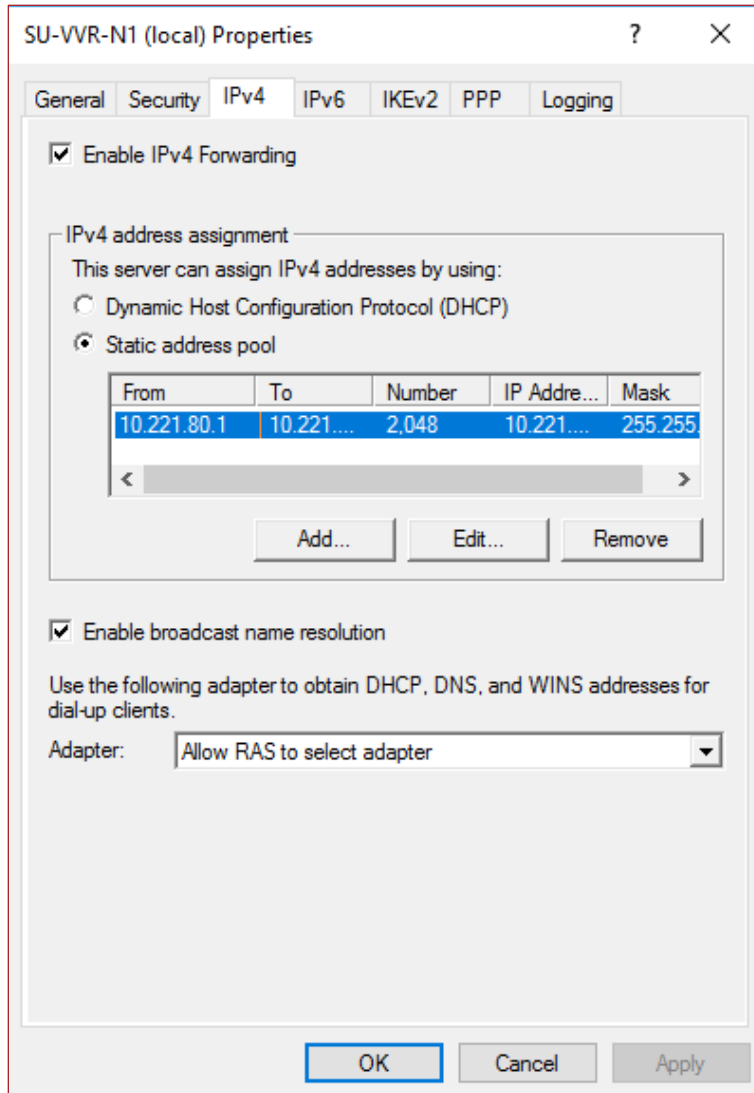 SU-VVR-N1 (local) Properties ?
General Security IPv4 IPv6 IKEv2 PPP Logging
Enable IPv4 Forwarding
IPv4 address assignment
This server can assign IPv4 addresses by using:
Dynamic Host Configuration Protocol (DHCP)
Static address pool
From To Number IP Addre... Mask
10.221.80.1 10.221.... 2,048 10.221.... 255.255.
Add... Edit... Remove
Enable broadcast name resolution
Use the following adapter to obtain DHCP, DNS, and WINS addresses for
dial-up clients.
Adapter: Allow RAS to select adapter
OK Cancel Apply